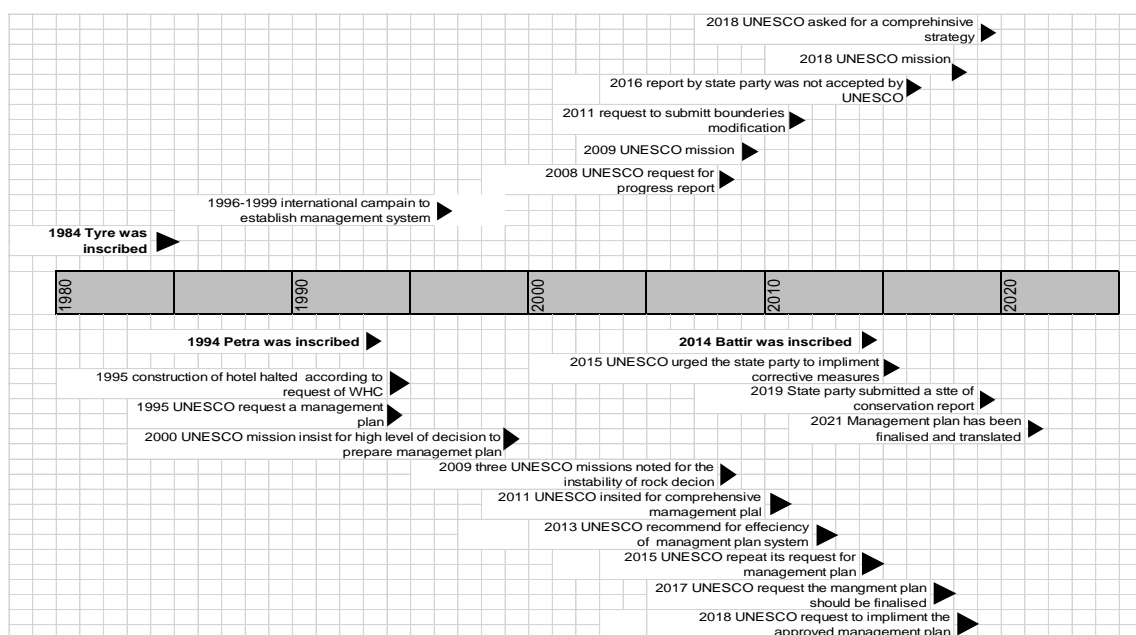 2018 UNESCO asked for a comprehinsive
strategy
2018 UNESCO mission
2016 report by state party was not accepted by
UNESCO
2011 request to submitt bounderies
modification
2009 UNESCO mission
2008 UNESCO request for
progress report
1996-1999 international campain to
establish management system
1984 Tyre was
inscribed
1980
1990
2000
2010
2020
1994 Petra was inscribed
2014 Battir was inscribed
2015 UNESCO urged the state party to impliment
corrective measures
1995 construction of hotel halted according to
request of WHC
2019 State party submitted a stte of
conservation report
1995 UNESCO request a management
plan
2021 Management plan has been
finalised and translated
2000 UNESCO mission insist for high level of decision to
prepare managemet plan
2009 three UNESCO missions noted for the
instability of rock decion
2011 UNESCO insited for comprehensive
mamagement plal
2013 UNESCO recommend for effeciency
of managment plan system
2015 UNESCO repeat its request for
management plan
2017 UNESCO request the mangment plan
should be finalised
2018 UNESCO request to impliment the
approved management plan